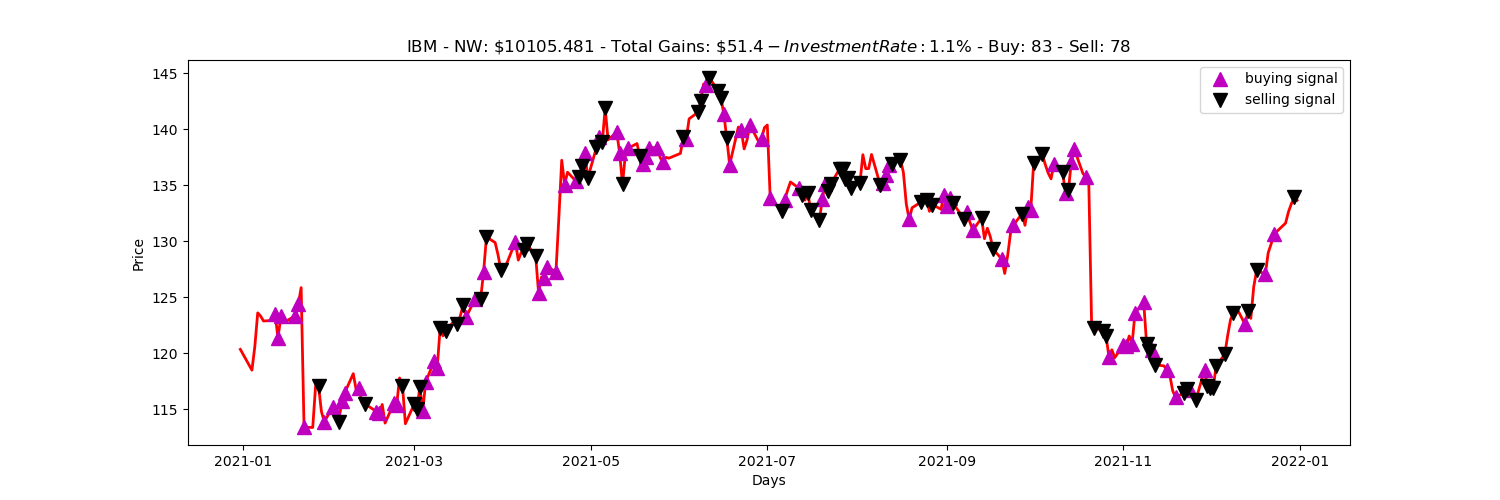 IBM - NW: $10105.481 - Total Gains: $51.4 − InvestmentRate : 1.1% - Buy: 83 - Sell: 78
buying signal
selling signal
145
140
135
130
125
120
115
Price
2021-01 2021-03 2021-05 2021-07 2021-09 2021-11 2022-01
Days